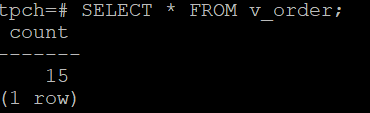 tpch=# SELECT * FROM v_order;
 count
-------
    15
(1 row)